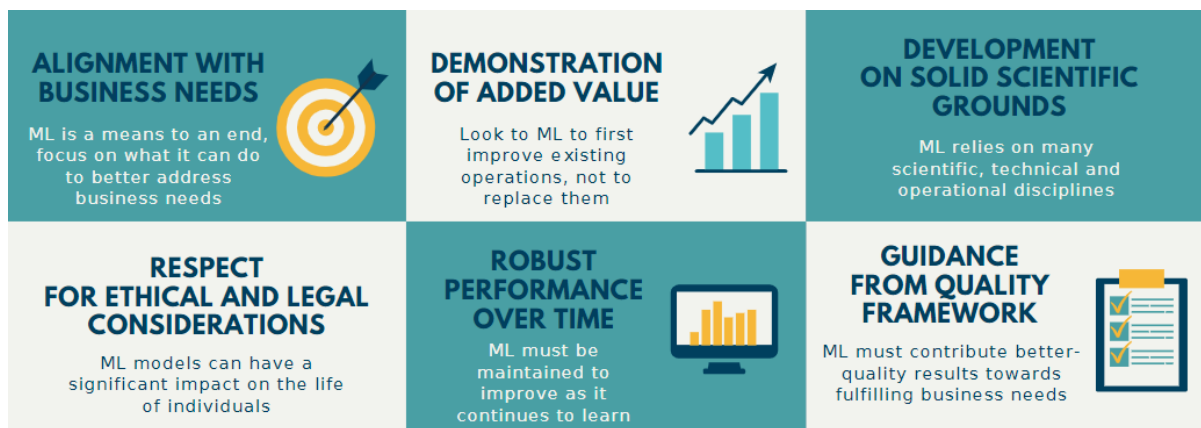 ALIGNMENT WITH
BUSINESS NEEDS
ML is a means to an end,
focus on what it can do
to better address
business needs
DEMONSTRATION
OF ADDED VALUE
Look to ML to first
improve existing
operations, not to
replace them
DEVELOPMENT
ON SOLID SCIENTIFIC
GROUNDS
ML relies on many
scientific, technical and
operational disciplines
RESPECT
FOR ETHICAL AND LEGAL
CONSIDERATIONS
ML models can have a
significant impact on the life
of individuals
ROBUST
PERFORMANCE
OVER TIME
ML must be
maintained to
improve as it
continues to learn
GUIDANCE
FROM QUALITY
FRAMEWORK
ML must contribute better-
quality results towards
fulfilling business needs